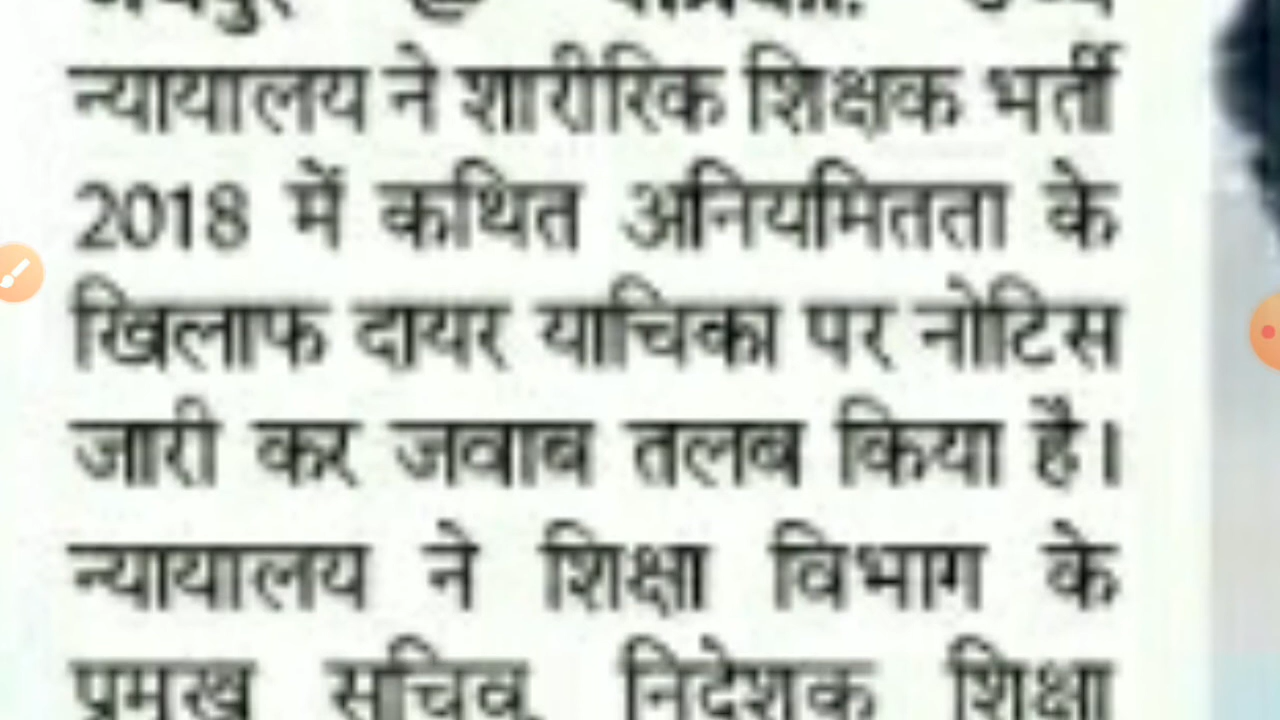 न्यायालय ने शारीरिक शिक्षक भर्ती
2018 में कथित अनियमितता के
खिलाफ दायर याचिका पर नोटिस
जारी कर जवाब तलब किया है।
न्यायालय ने शिक्षा विभाग के
प्रमुख सचिव, निदेशक शिक्षा